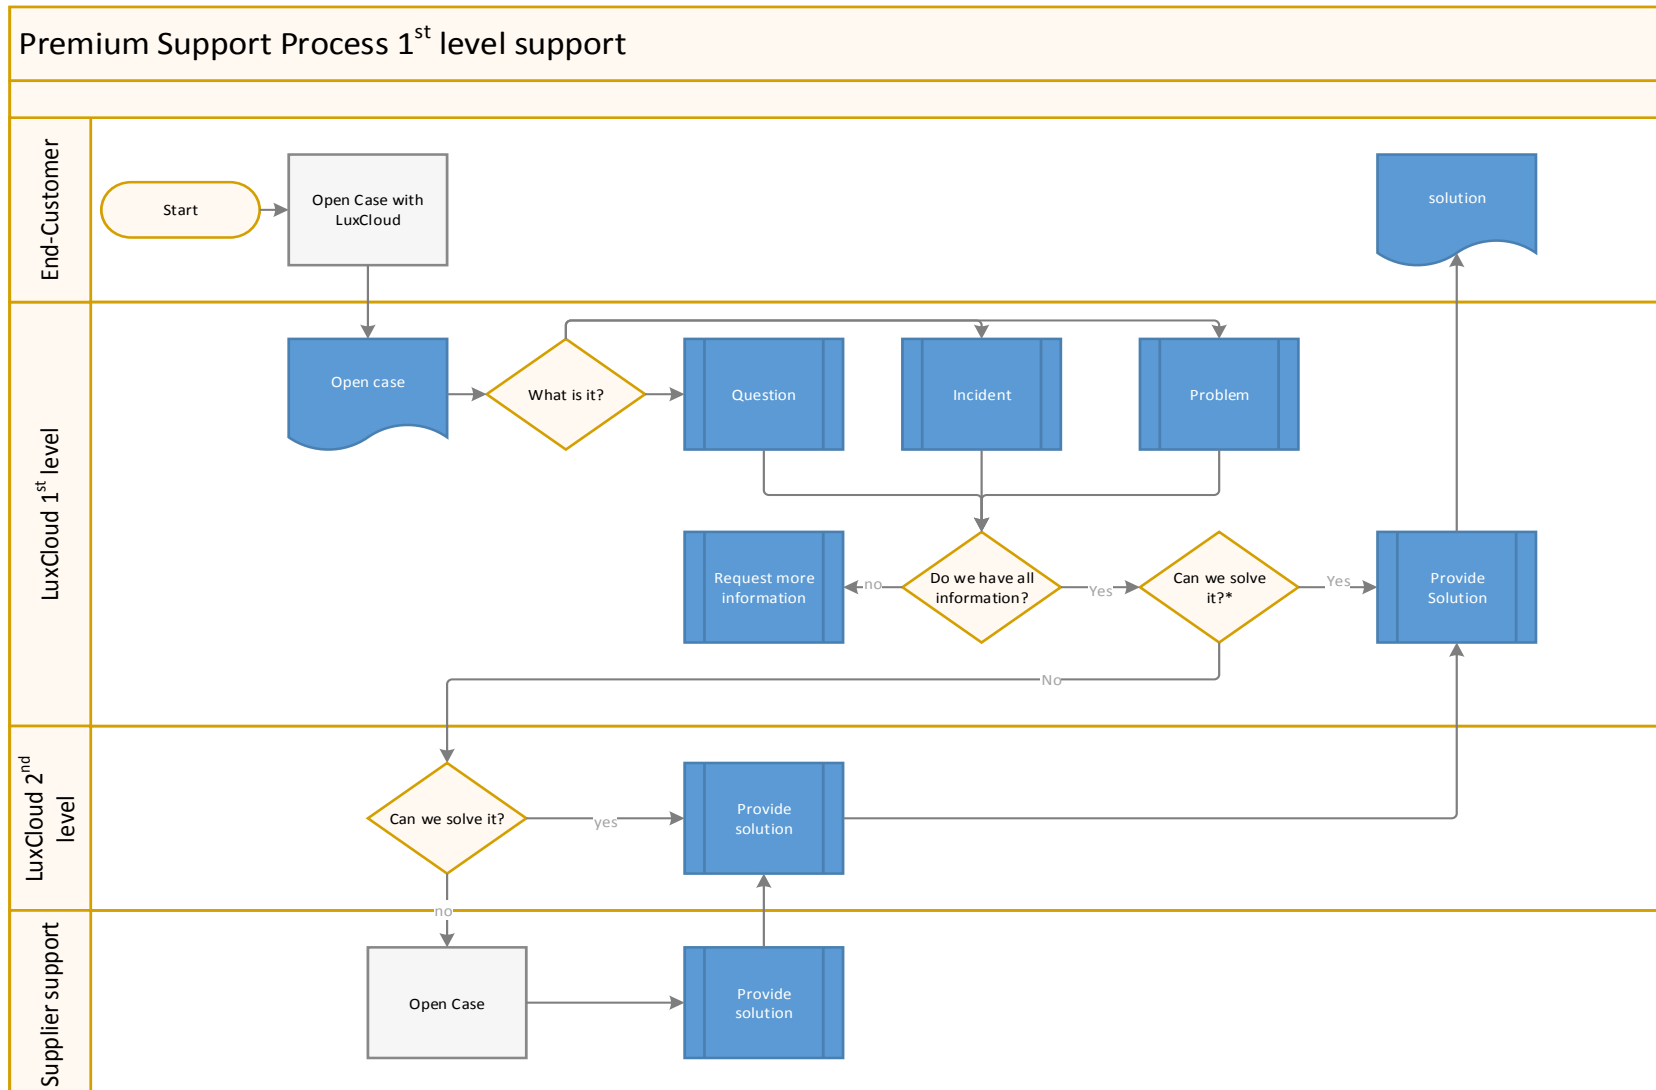 Premium Support Process 1st level support
End-Customer
Start
Open Case with
LuxCloud
solution
LuxCloud 1st level
Open case
What is it?
Question
Incident
Problem
Request more
information
no
Do we have all
information?
Yes
Can we solve
it?*
Yes
Provide
Solution
No
LuxCloud 2nd
level
Can we solve it?
yes
Provide
solution
no
Supplier support
Open Case
Provide
solution